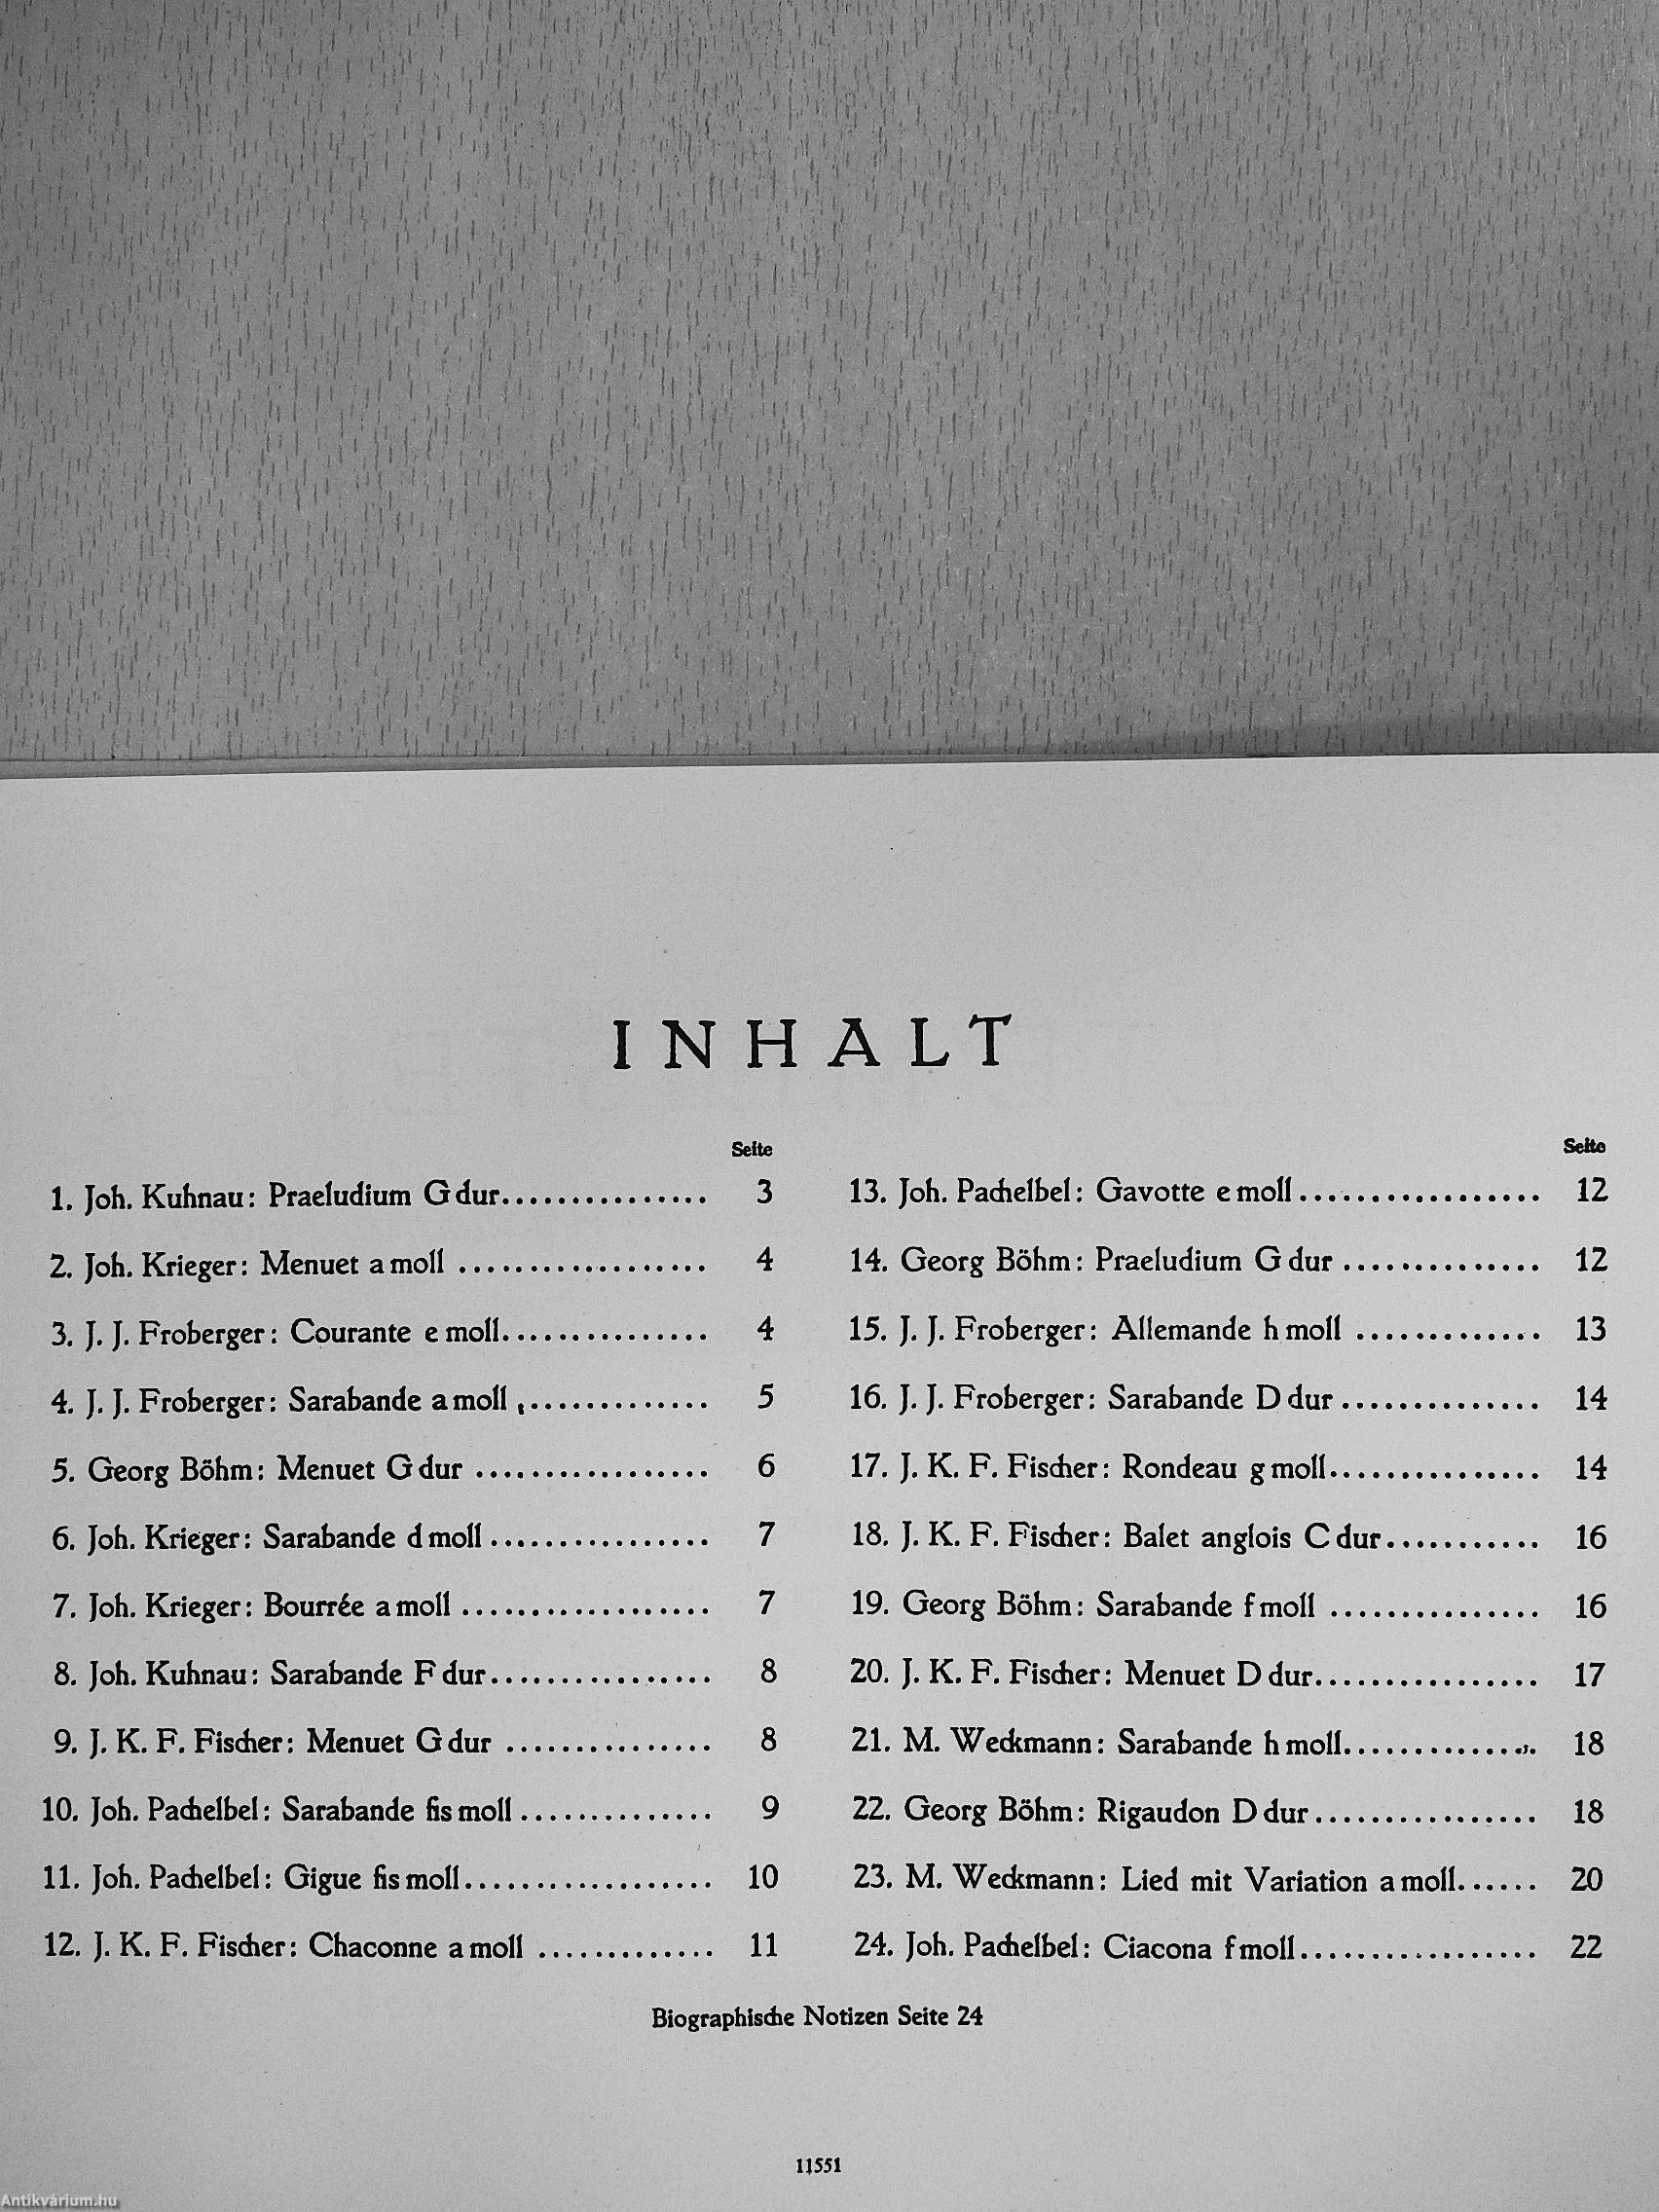 INHALT
Seite
1. Joh. Kuhnau: Praeludium G dur............... 3
2. Joh. Krieger: Menuet a moll .................. 4
3. J. J. Froberger: Courante e moll............... 4
4. J. J. Froberger: Sarabande a moll .............. 5
5. Georg Böhm: Menuet G dur ................. 6
6. Joh. Krieger: Sarabande d moll ................ 7
7. Joh. Krieger: Bourrée a moll .................. 7
8. Joh. Kuhnau: Sarabande F dur................ 8
9. J. K. F. Fischer: Menuet G dur ............... 8
10. Joh. Pachelbel: Sarabande fis moll .............. 9
11. Joh. Pachelbel: Gigue fis moll.................. 10
12. J. K. F. Fischer: Chaconne a moll ............. 11
Seite
13. Joh. Pachelbel: Gavotte e moll ................. 12
14. Georg Böhm: Praeludium G dur .............. 12
15. J. J. Froberger: Allemande h moll ............. 13
16. J. J. Froberger: Sarabande D dur .............. 14
17. J. K. F. Fischer: Rondeau g moll............... 14
18. J. K. F. Fischer: Balet anglois C dur........... 16
19. Georg Böhm: Sarabande f moll ............... 16
20. J. K. F. Fischer: Menuet D dur................ 17
21. M. Weckmann: Sarabande h moll.............. 18
22. Georg Böhm: Rigaudon D dur................ 18
23. M. Weckmann: Lied mit Variation a moll...... 20
24. Joh. Pachelbel: Ciacona f moll................. 22
Biographische Notizen Seite 24
11551
Antikvárium.hu